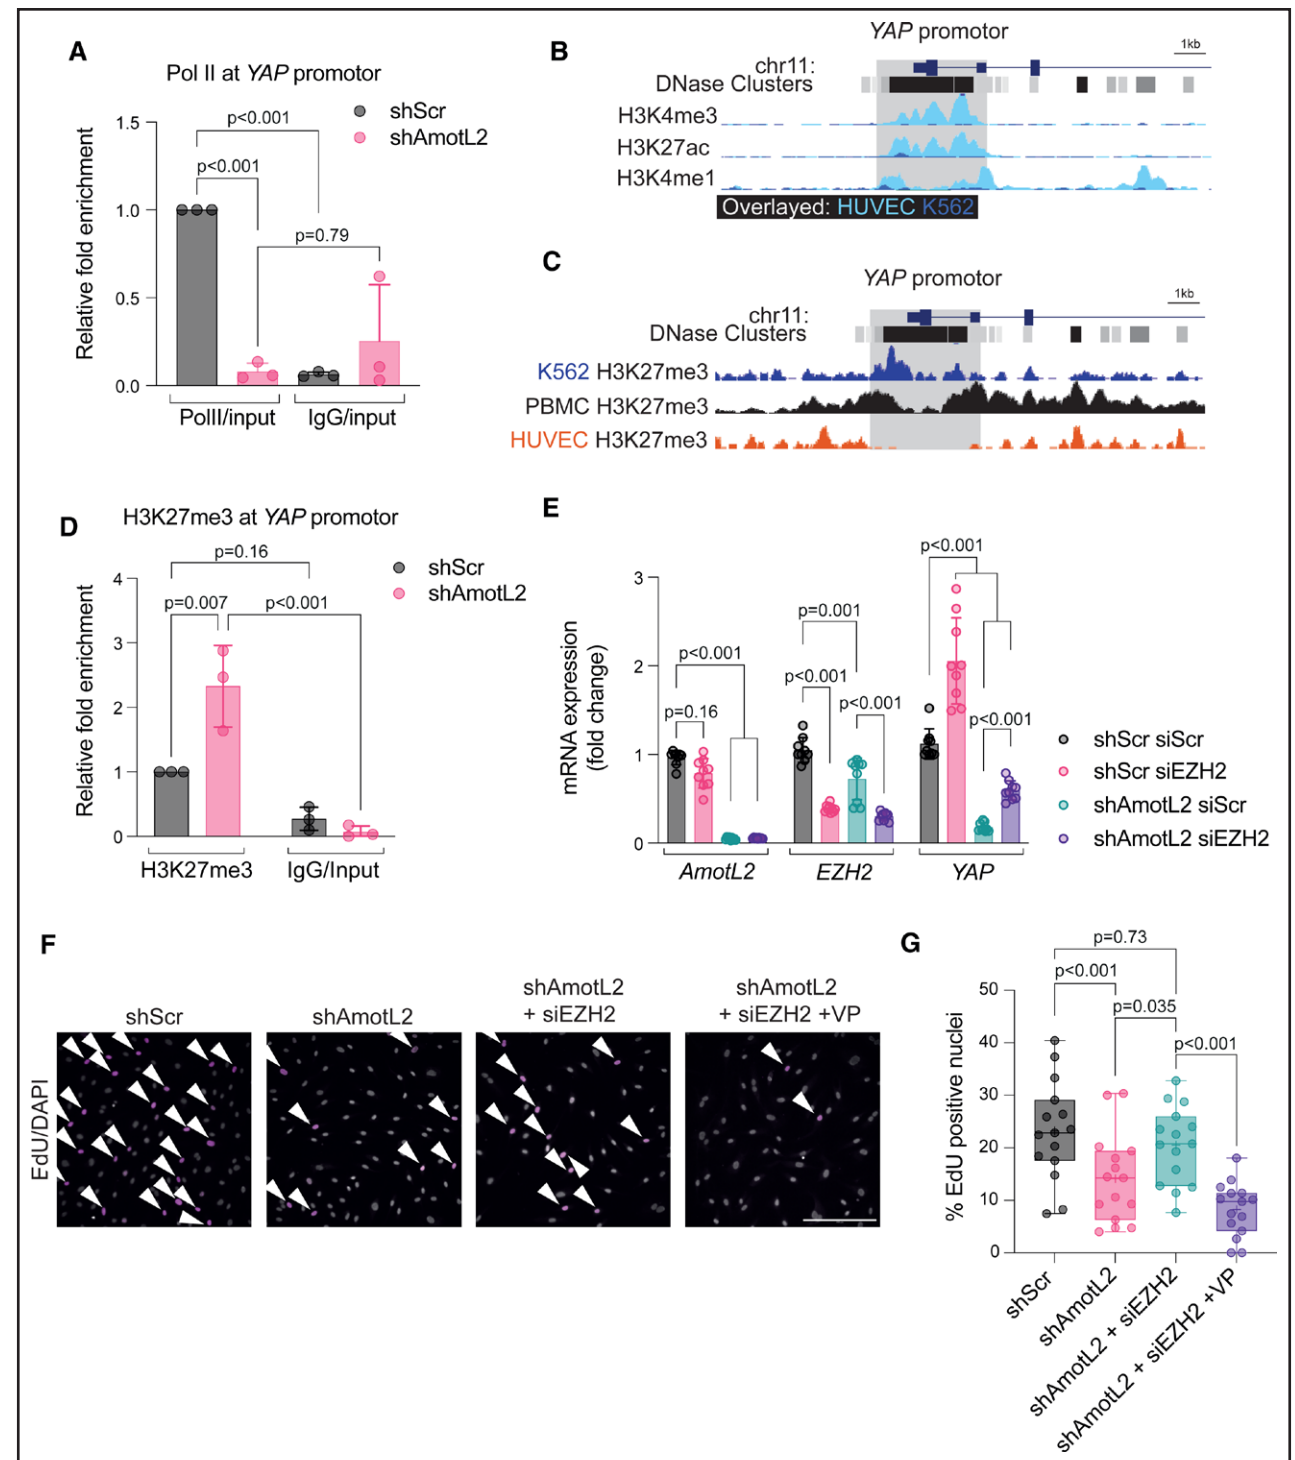 A
Pol II at YAP promotor
shScr
shAmotL2
p<0.001
p<0.001
p=0.79
Relative fold enrichment
1.5
1.0
0.5
0.0
PolII/input
IgG/input
B
YAP promotor
1kb
chr11:
DNase Clusters
H3K4me3
H3K27ac
H3K4me1
Overlayed: HUVEC K562
C
YAP promotor
1kb
chr11:
DNase Clusters
K562 H3K27me3
PBMC H3K27me3
HUVEC H3K27me3
D
H3K27me3 at YAP promotor
p=0.16
shScr
shAmotL2
p=0.007
p<0.001
Relative fold enrichment
4
3
2
1
0
H3K27me3
IgG/Input
E
mRNA expression
(fold change)
3
2
1
0
p<0.001
p=0.16
p=0.001
p<0.001
p<0.001
p<0.001
p<0.001
AmotL2
EZH2
YAP
shScr siScr
shScr siEZH2
shAmotL2 siScr
shAmotL2 siEZH2
F
shScr
shAmotL2
shAmotL2
+ siEZH2
shAmotL2
+ siEZH2 +VP
EdU/DAPI
G
p=0.73
p<0.001
p=0.035
p<0.001
% EdU positive nuclei
50
40
30
20
10
0
shScr
shAmotL2
shAmotL2 + siEZH2
shAmotL2 + siEZH2 +VP